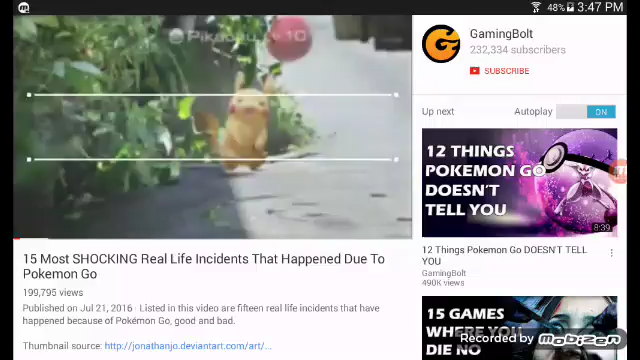 48% 3:47 PM
Pikachu Lv 10
GamingBolt
232,334 subscribers
SUBSCRIBE
Up next Autoplay ON
12 THINGS
POKEMON GO
DOESN'T
TELL YOU
8:39
15 Most SHOCKING Real Life Incidents That Happened Due To
Pokemon Go
199,795 views
Published on Jul 21, 2016 · Listed in this video are fifteen real life incidents that have
happened because of Pokémon Go, good and bad.
Thumbnail source: http://jonathanjo.deviantart.com/art/...
12 Things Pokemon Go DOESN'T TELL
YOU
GamingBolt
490K views
15 GAMES
WHERE YOU
DIE NO
Recorded by mobizen